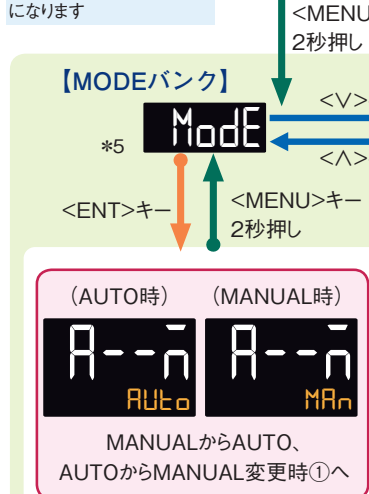 になります
<MENU
2秒押し
【MODEバンク】
*5
ModE
<∨>
<∧>
<ENT>キー
<MENU>キー
2秒押し
(AUTO時)
(MANUAL時)
A--m̄
AUto
A--m̄
MAn
MANUALからAUTO、
AUTOからMANUAL変更時①へ